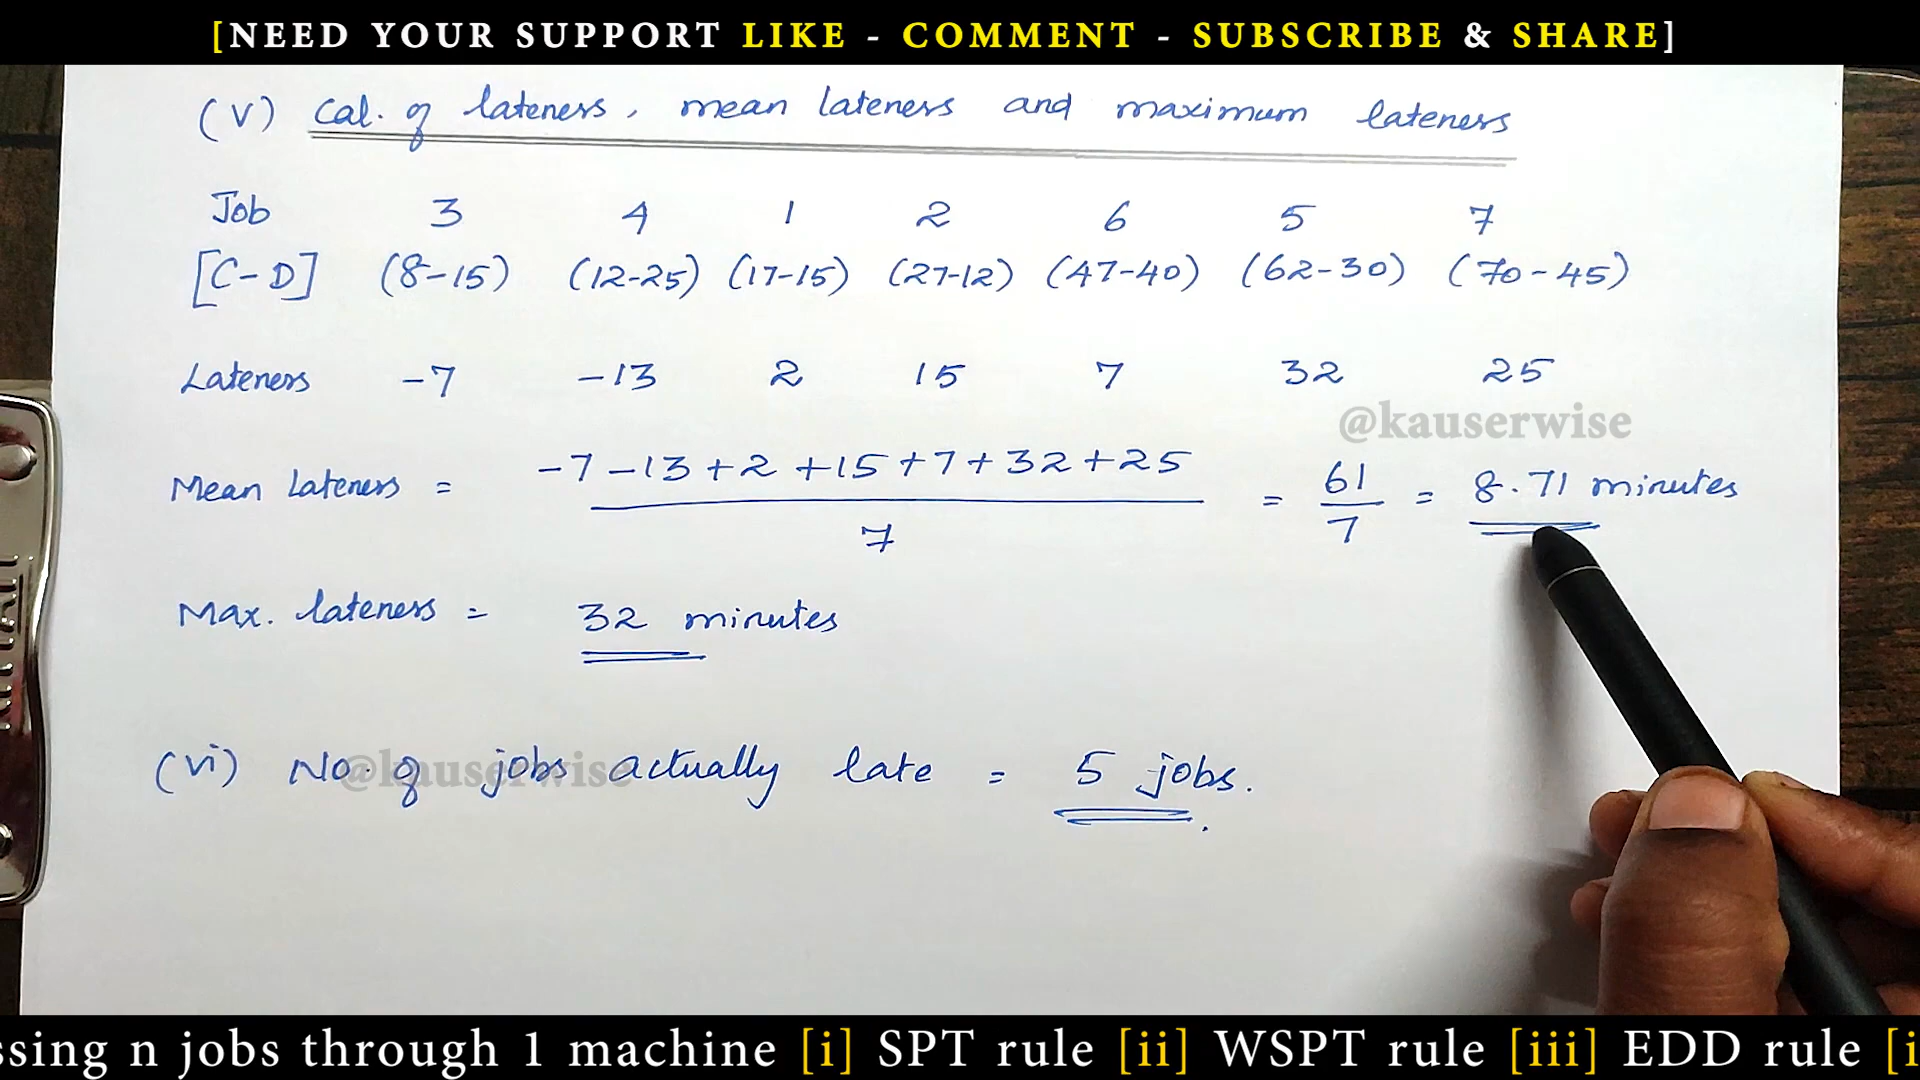 [NEED YOUR SUPPORT LIKE - COMMENT - SUBSCRIBE & SHARE]
(V) Cal. of lateness, mean lateness and maximum lateness
Job 3 4 1 2 6 5 7
[C-D] (8-15) (12-25) (17-15) (27-12) (47-40) (62-30) (70-45)
Lateness -7 -13 2 15 7 32 25
@kauserwise
Mean Lateness = -7-13+2+15+7+32+25 / 7 = 61/7 = 8.71 minutes
Max. lateness = 32 minutes
(vi) No. of jobs actually late = 5 jobs.
@kauserwise
ssing n jobs through 1 machine [i] SPT rule [ii] WSPT rule [iii] EDD rule [i